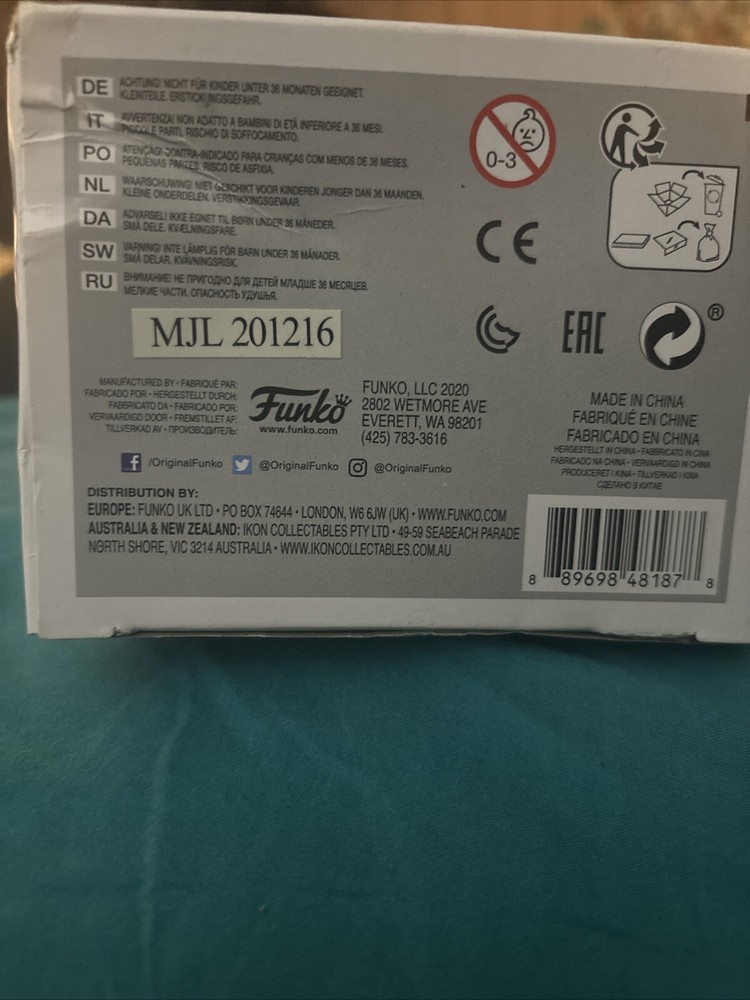 DE ACHTUNG! NICHT FÜR KINDER UNTER 36 MONATEN GEEIGNET.
KLEINTEILE. ERSTICKUNGSGEFAHR.
IT AVVERTENZA! NON ADATTO A BAMBINI DI ETÀ INFERIORE A 36 MESI.
PICCOLE PARTI. RISCHIO DI SOFFOCAMENTO.
PO ATENÇÃO! CONTRA-INDICADO PARA CRIANÇAS COM MENOS DE 36 MESES.
PEQUENAS PARTES. RISCO DE ASFIXIA.
NL WAARSCHUWING! NIET GESCHIKT VOOR KINDEREN JONGER DAN 36 MAANDEN.
KLEINE ONDERDELEN. VERSTIKKINGSGEVAAR.
DA ADVARSEL! IKKE EGNET TIL BØRN UNDER 36 MÅNEDER.
SMÅ DELE. KVÆLNINGSFARE.
SW VARNING! INTE LÄMPLIG FÖR BARN UNDER 36 MÅNADER.
SMÅ DELAR. KVÄVNINGSRISK.
RU ВНИМАНИЕ! НЕ ПРИГОДНО ДЛЯ ДЕТЕЙ МЛАДШЕ 36 МЕСЯЦЕВ.
МЕЛКИЕ ЧАСТИ. ОПАСНОСТЬ УДУШЬЯ.
0-3
CE
EAC
®
MJL 201216
MANUFACTURED BY • FABRIQUÉ PAR:
FABRICADO POR • HERGESTELLT DURCH:
FABBRICATO DA • FABRICADO POR:
VERVAARDIGD DOOR • FREMSTILLET AF:
TILLVERKAD AV • ПРОИЗВОДИТЕЛЬ:
Funko
www.funko.com
FUNKO, LLC 2020
2802 WETMORE AVE
EVERETT, WA 98201
(425) 783-3616
MADE IN CHINA
FABRIQUÉ EN CHINE
FABRICADO EN CHINA
HERGESTELLT IN CHINA • FABBRICATO IN CINA
FABRICADO NA CHINA • VERVAARDIGD IN CHINA
PRODUCERET I KINA • TILLVERKAD I KINA
СДЕЛАНО В КИТАЕ
f /OriginalFunko @OriginalFunko @OriginalFunko
DISTRIBUTION BY:
EUROPE: FUNKO UK LTD • PO BOX 74644 • LONDON, W6 6JW (UK) • WWW.FUNKO.COM
AUSTRALIA & NEW ZEALAND: IKON COLLECTABLES PTY LTD • 49-59 SEABEACH PARADE
NORTH SHORE, VIC 3214 AUSTRALIA • WWW.IKONCOLLECTABLES.COM.AU
8 89698 48187 8